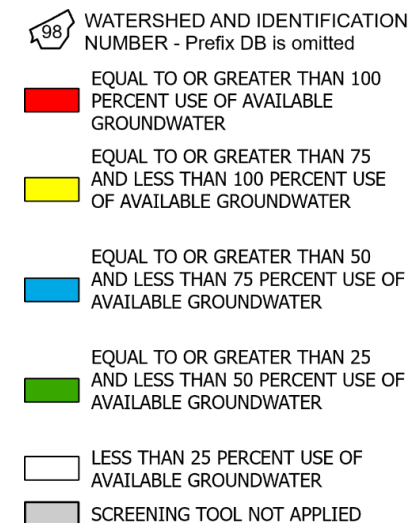 98
WATERSHED AND IDENTIFICATION
NUMBER - Prefix DB is omitted
EQUAL TO OR GREATER THAN 100
PERCENT USE OF AVAILABLE
GROUNDWATER
EQUAL TO OR GREATER THAN 75
AND LESS THAN 100 PERCENT USE
OF AVAILABLE GROUNDWATER
EQUAL TO OR GREATER THAN 50
AND LESS THAN 75 PERCENT USE OF
AVAILABLE GROUNDWATER
EQUAL TO OR GREATER THAN 25
AND LESS THAN 50 PERCENT USE OF
AVAILABLE GROUNDWATER
LESS THAN 25 PERCENT USE OF
AVAILABLE GROUNDWATER
SCREENING TOOL NOT APPLIED